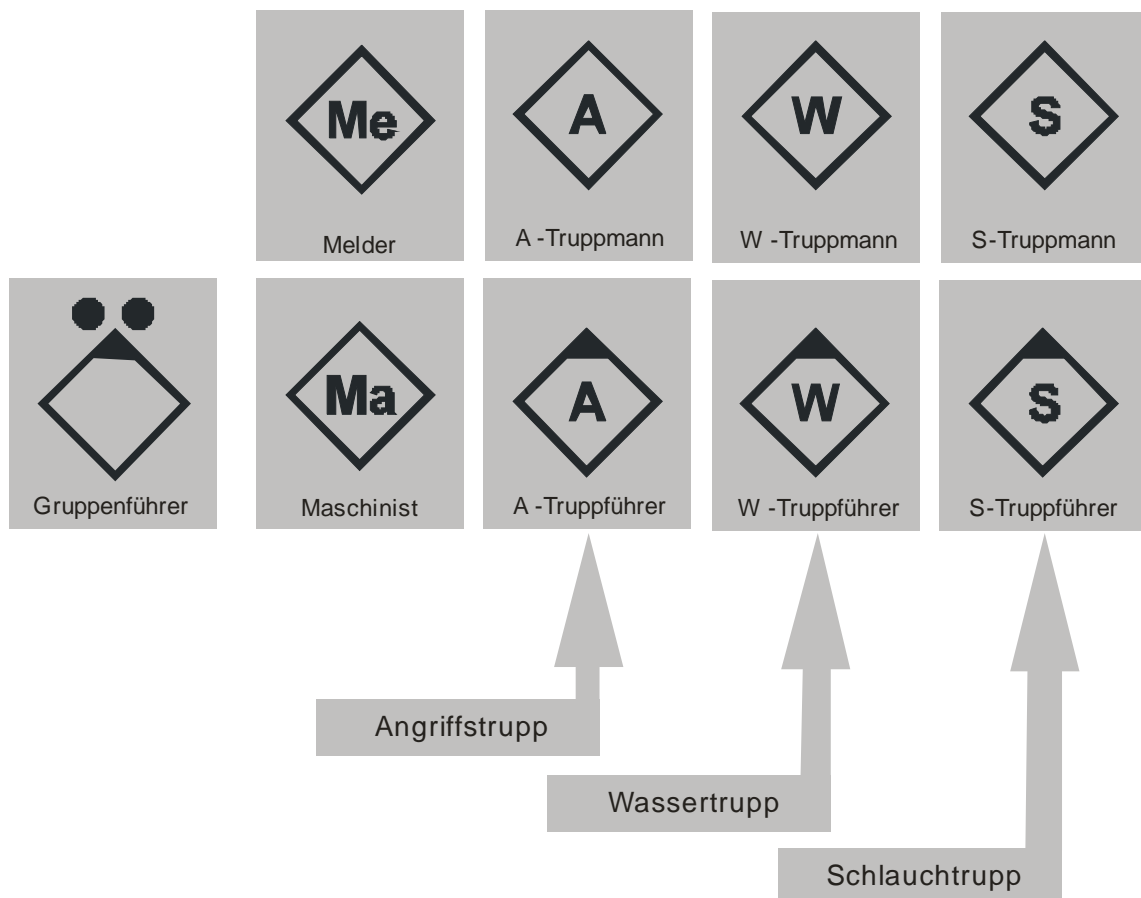 Me
A
W
S
Melder
A -Truppmann
W -Truppmann
S-Truppmann
Ma
A
W
S
Gruppenführer
Maschinist
A -Truppführer
W -Truppführer
S-Truppführer
Angriffstrupp
Wassertrupp
Schlauchtrupp